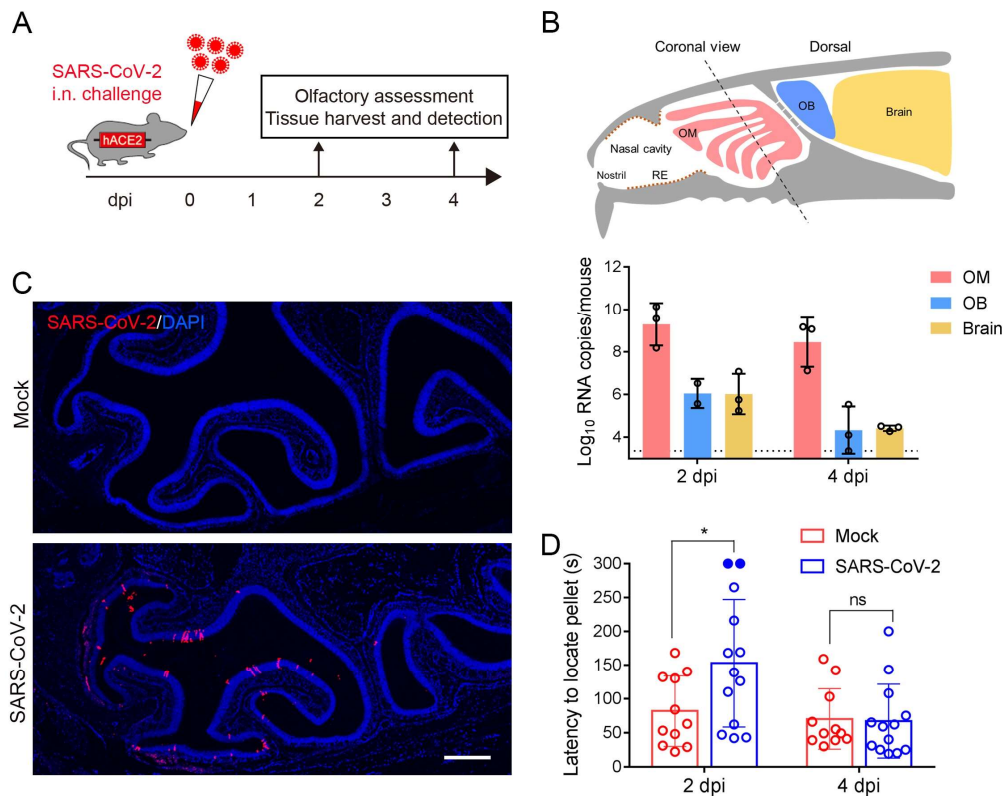 A
SARS-CoV-2
i.n. challenge
hACE2
Olfactory assessment
Tissue harvest and detection
dpi 0 1 2 3 4
B
Coronal view
Dorsal
OB
Brain
OM
Nasal cavity
Nostril
RE
Log10 RNA copies/mouse
12
10
8
6
4
2 dpi
4 dpi
OM
OB
Brain
C
SARS-CoV-2/DAPI
Mock
SARS-CoV-2
D
Latency to locate pellet (s)
300
250
200
150
100
50
0
*
ns
Mock
SARS-CoV-2
2 dpi
4 dpi